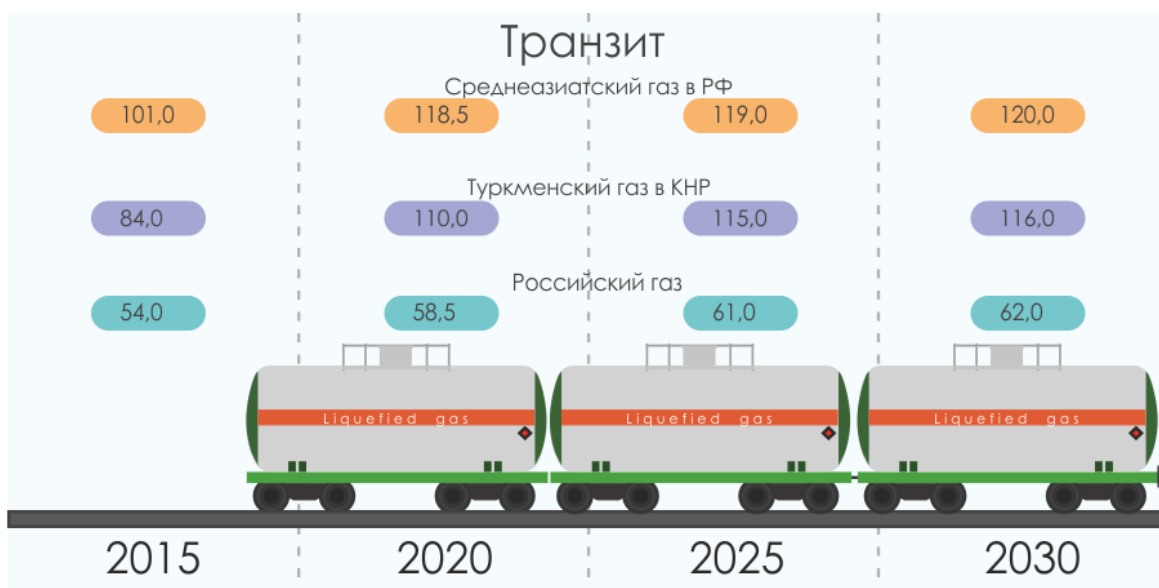 Транзит
Среднеазиатский газ в РФ
101,0 118,5 119,0 120,0
Туркменский газ в КНР
84,0 110,0 115,0 116,0
Российский газ
54,0 58,5 61,0 62,0
Liquefied gas Liquefied gas Liquefied gas
2015 2020 2025 2030